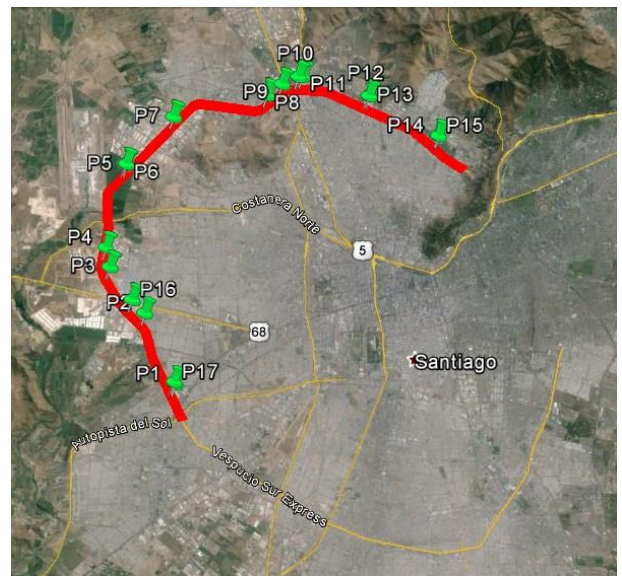 P10
P9
P11
P12
P8
P13
P7
P14
P15
P5
P6
Costanera Norte
P4
5
P3
P2
P16
68
Santiago
P1
P17
Autopista del Sol
Vespucio Sur Express